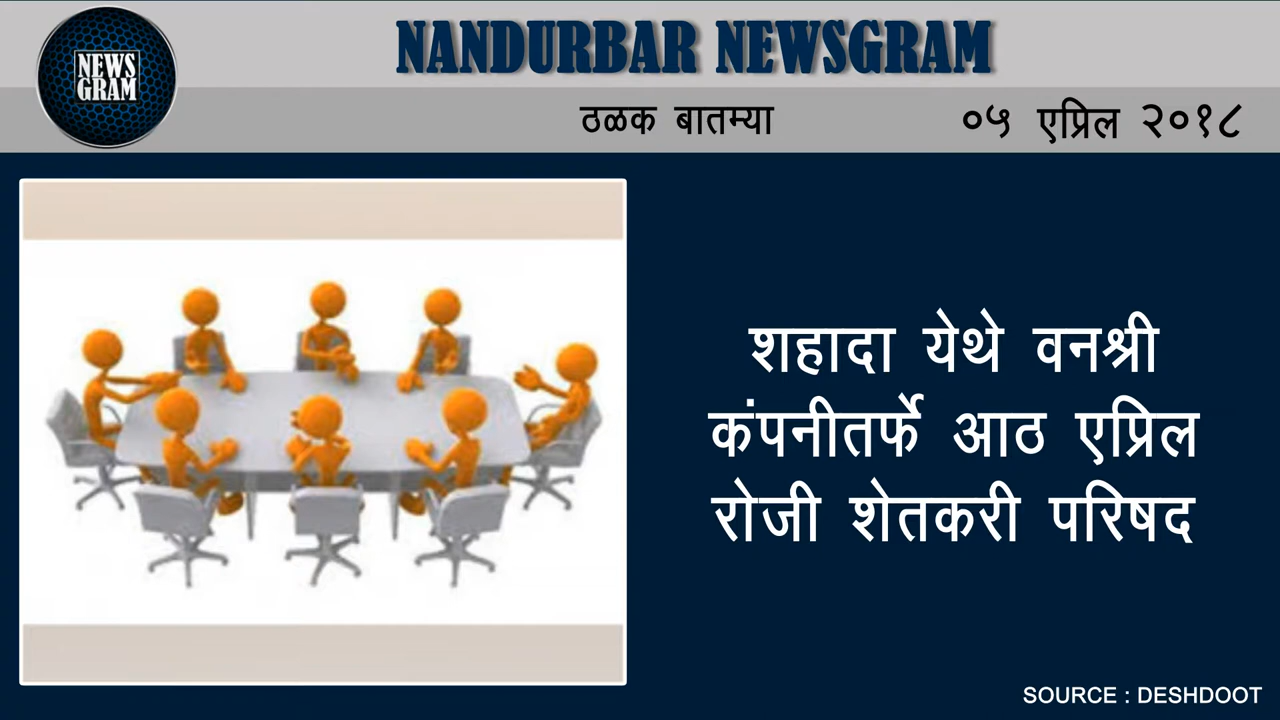 NEWS
GRAM
NANDURBAR NEWSGRAM
ठळक बातम्या
०५ एप्रिल २०१८
शहादा येथे वनश्री
कंपनीतर्फे आठ एप्रिल
रोजी शेतकरी परिषद
SOURCE : DESHDOOT